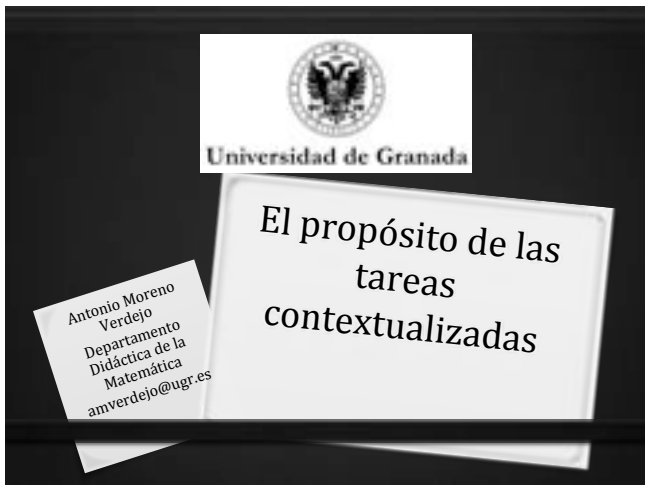 Universidad de Granada
El propósito de las
tareas
contextualizadas
Antonio Moreno
Verdejo
Departamento
Didáctica de la
Matemática
amverdejo@ugr.es